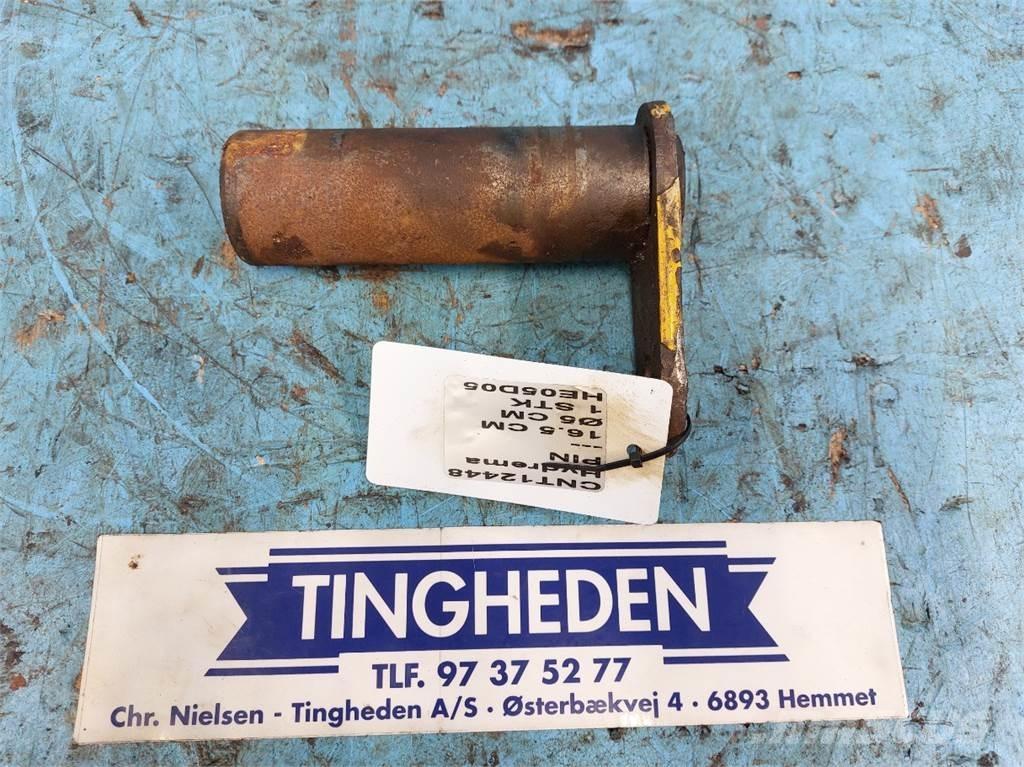 CNT12448
Hydrema
PIN
---
16.5 CM
Ø5 CM
1 STK
HE05D05
TINGHEDEN
TLF. 97 37 52 77
Chr. Nielsen - Tingheden A/S · Østerbækvej 4 · 6893 Hemmet